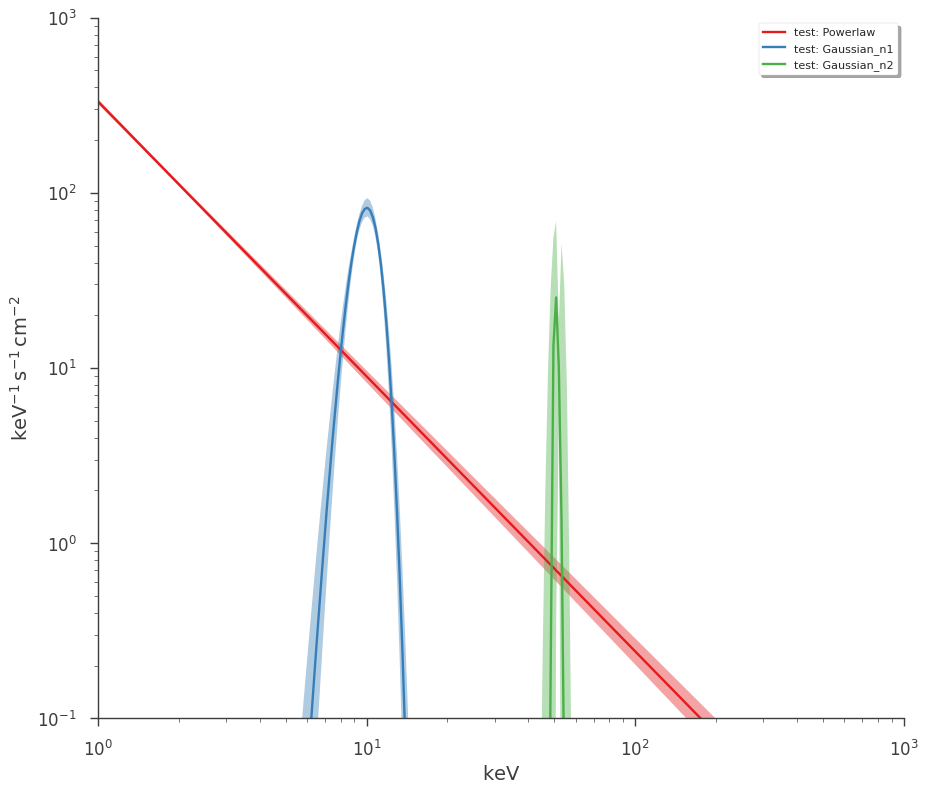 10³
test: Powerlaw
test: Gaussian_n1
test: Gaussian_n2
10²
keV⁻¹ s⁻¹ cm⁻²
10¹
10⁰
10⁻¹
10⁰ 10¹ 10² 10³
keV